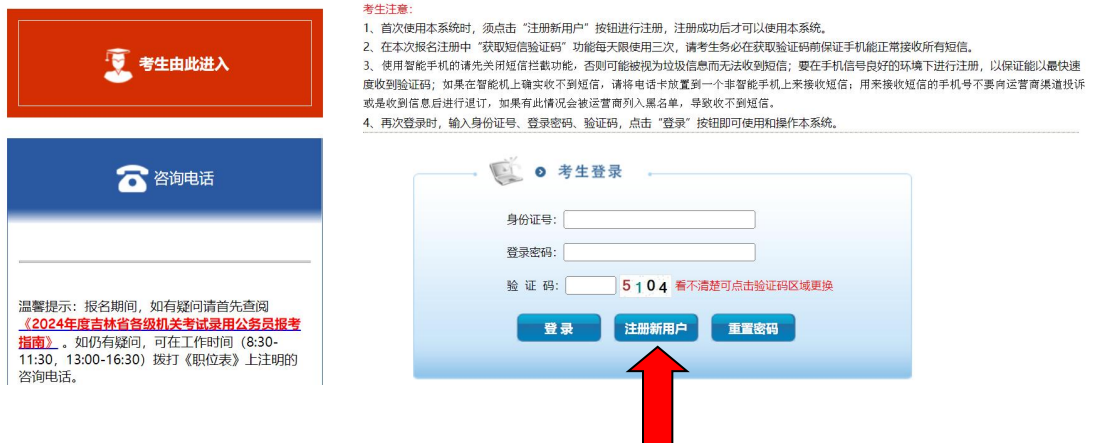 考生由此进入
咨询电话
温馨提示：报名期间，如有疑问请首先查阅
《2024年度吉林省各级机关考试录用公务员报考
指南》 。如仍有疑问，可在工作时间（8:30-
11:30，13:00-16:30）拨打《职位表》上注明的
咨询电话。
考生注意：
1、首次使用本系统时，须点击“注册新用户”按钮进行注册，注册成功后才可以使用本系统。
2、在本次报名注册中“获取短信验证码”功能每天限使用三次，请考生务必在获取验证码前保证手机能正常接收所有短信。
3、使用智能手机的请先关闭短信拦截功能，否则可能被视为垃圾信息而无法收到短信；要在手机信号良好的环境下进行注册，以保证能以最快速
度收到验证码；如果在智能机上确实收不到短信，请将电话卡放置到一个非智能手机上来接收短信；用来接收短信的手机号不要向运营商渠道投诉
或是收到信息后进行退订，如果有此情况会被运营商列入黑名单，导致收不到短信。
4、再次登录时，输入身份证号、登录密码、验证码，点击“登录”按钮即可使用和操作本系统。
考生登录
身份证号：
登录密码：
验 证 码： 5104 看不清楚可点击验证码区域更换
登 录 注册新用户 重置密码